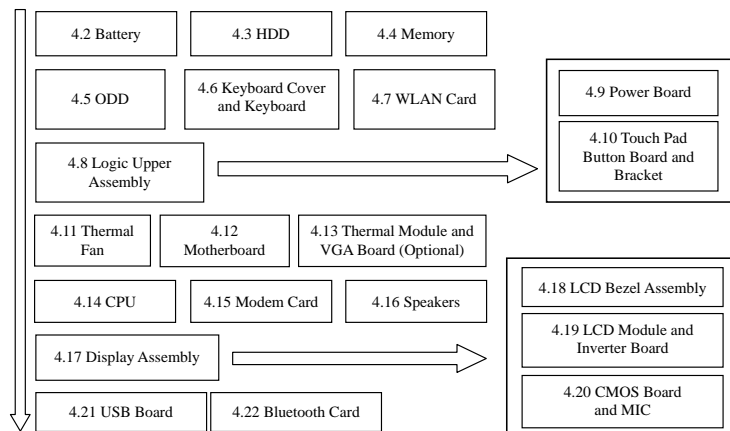 4.2 Battery
4.3 HDD
4.4 Memory
4.5 ODD
4.6 Keyboard Cover
and Keyboard
4.7 WLAN Card
4.8 Logic Upper
Assembly
4.9 Power Board
4.10 Touch Pad
Button Board and
Bracket
4.11 Thermal
Fan
4.12
Motherboard
4.13 Thermal Module and
VGA Board (Optional)
4.14 CPU
4.15 Modem Card
4.16 Speakers
4.17 Display Assembly
4.18 LCD Bezel Assembly
4.19 LCD Module and
Inverter Board
4.20 CMOS Board
and MIC
4.21 USB Board
4.22 Bluetooth Card